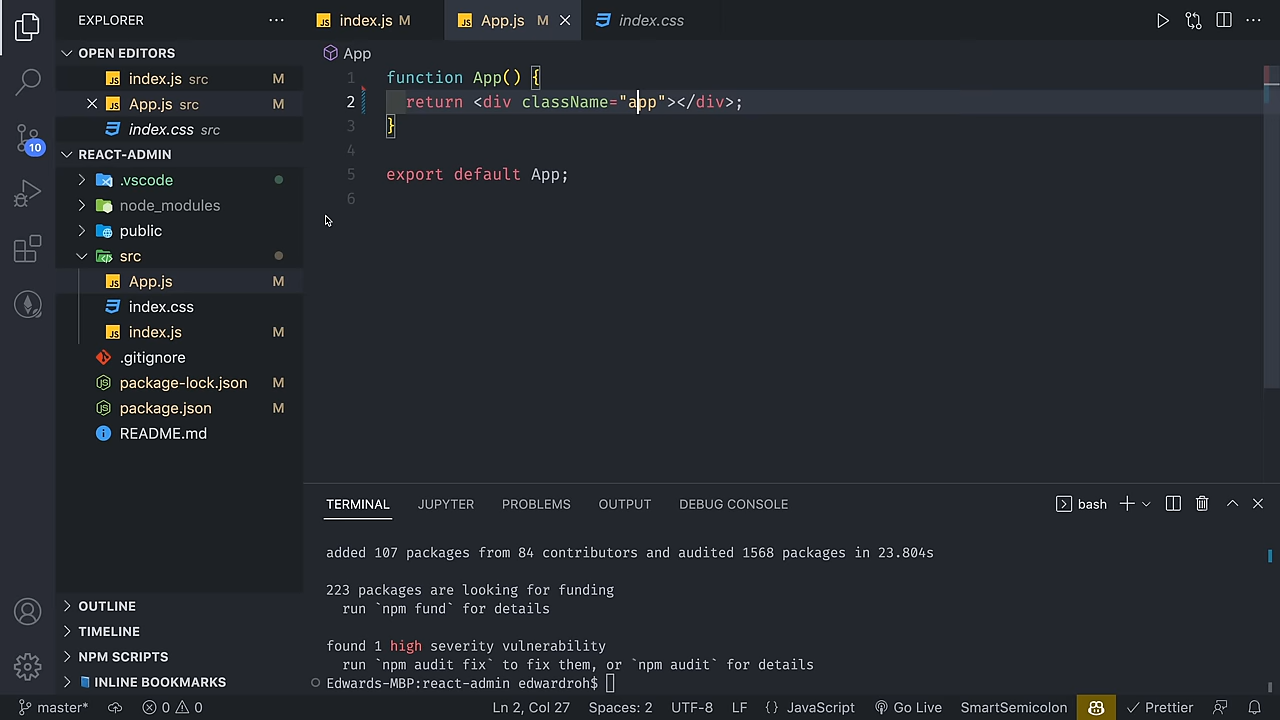 EXPLORER
index.js M
App.js M
index.css
OPEN EDITORS
index.js src M
App.js src M
index.css src
10
REACT-ADMIN
.vscode
node_modules
public
src
App.js M
index.css
index.js M
.gitignore
package-lock.json M
package.json M
README.md
OUTLINE
TIMELINE
NPM SCRIPTS
INLINE BOOKMARKS
App
1 function App() {
2 return <div className="app"></div>;
3 }
4
5 export default App;
6
TERMINAL JUPYTER PROBLEMS OUTPUT DEBUG CONSOLE bash
added 107 packages from 84 contributors and audited 1568 packages in 23.804s
223 packages are looking for funding
run `npm fund` for details
found 1 high severity vulnerability
run `npm audit fix` to fix them, or `npm audit` for details
Edwards-MBP:react-admin edwardroh$
master* 0 0 Ln 2, Col 27 Spaces: 2 UTF-8 LF {} JavaScript Go Live SmartSemicolon Prettier